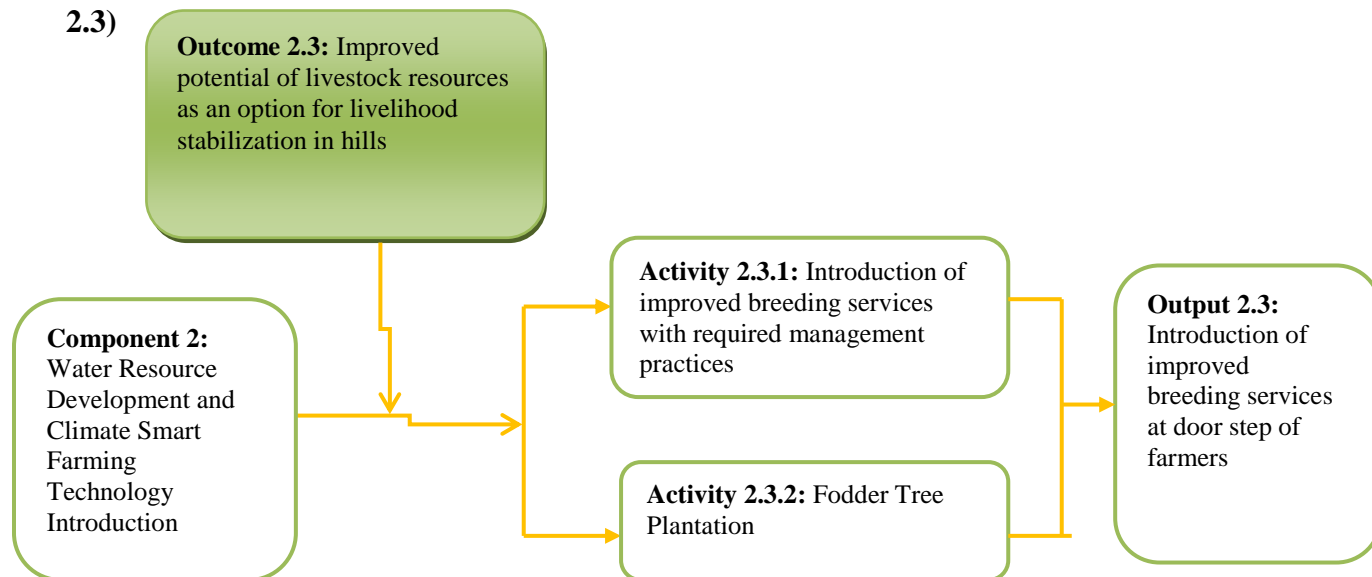 2.3)
Outcome 2.3: Improved
potential of livestock resources
as an option for livelihood
stabilization in hills
Component 2:
Water Resource
Development and
Climate Smart
Farming
Technology
Introduction
Activity 2.3.1: Introduction of
improved breeding services
with required management
practices
Activity 2.3.2: Fodder Tree
Plantation
Output 2.3:
Introduction of
improved
breeding services
at door step of
farmers